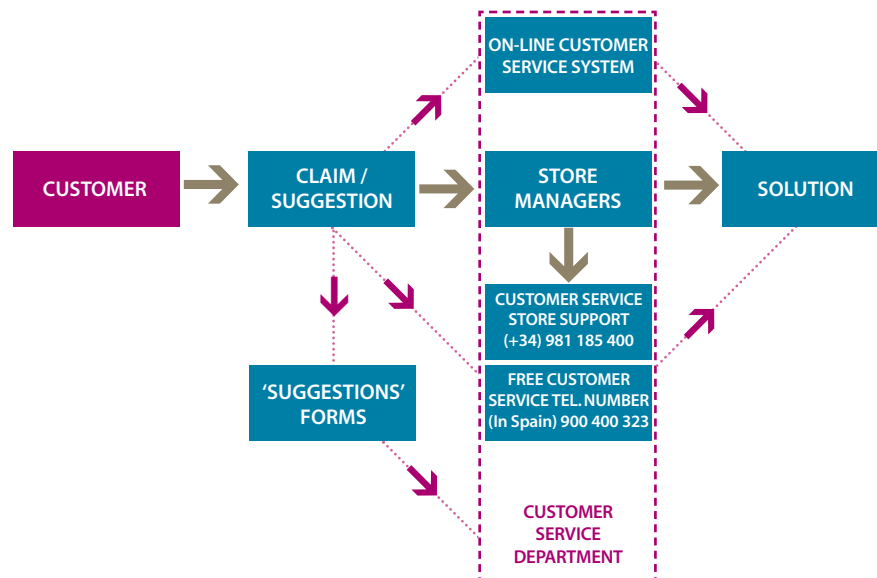 ON-LINE CUSTOMER
SERVICE SYSTEM
CUSTOMER
CLAIM /
SUGGESTION
STORE
MANAGERS
SOLUTION
CUSTOMER SERVICE
STORE SUPPORT
(+34) 981 185 400
‘SUGGESTIONS’
FORMS
FREE CUSTOMER
SERVICE TEL. NUMBER
(In Spain) 900 400 323
CUSTOMER
SERVICE
DEPARTMENT